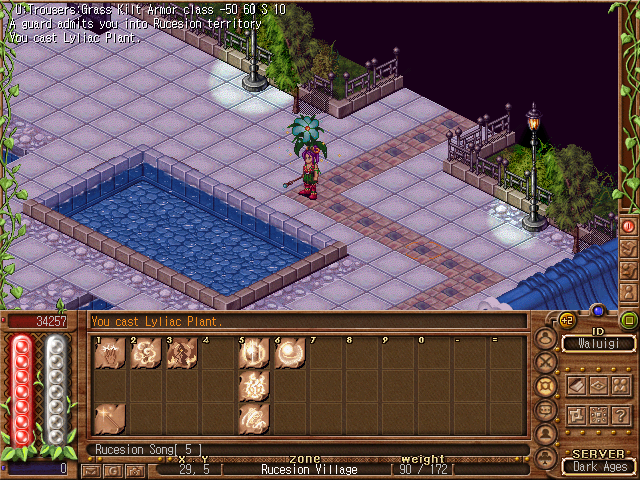 U:Trousers:Grass Kilt Armor class -50 60 S 10
A guard admits you into Rucesion territory
You cast Lyliac Plant.
34257
You cast Lyliac Plant.
+2
ID
Waluigi
1 2 3 4 5 6 7 8 9 0 - =
Rucesion Song[ 5 ]
X Y zone weight
29, 5 Rucesion Village 90 / 172
0
G
?
SERVER
Dark Ages